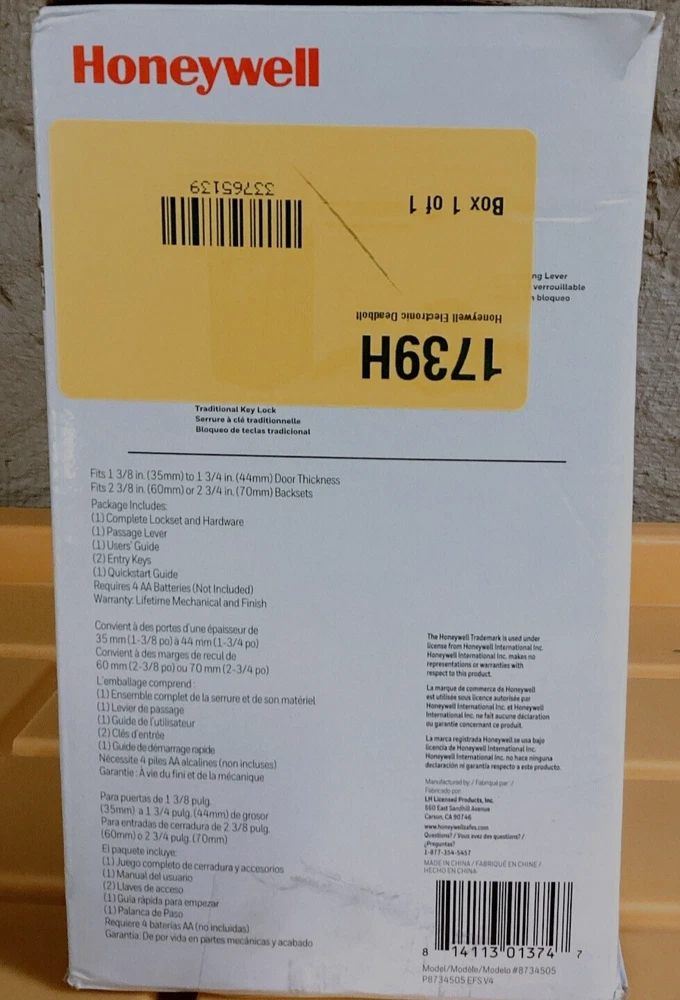 Honeywell
33765139
Box 1 of 1
Honeywell Electronic Deadbolt
1739H
ng Lever
verrouillable
bloqueo
Traditional Key Lock
Serrure à clé traditionnelle
Bloqueo de teclas tradicional
Fits 1 3/8 in. (35mm) to 1 3/4 in. (44mm) Door Thickness
Fits 2 3/8 in. (60mm) or 2 3/4 in. (70mm) Backsets
Package Includes:
(1) Complete Lockset and Hardware
(1) Passage Lever
(1) Users' Guide
(2) Entry Keys
(1) Quickstart Guide
Requires 4 AA Batteries (Not Included)
Warranty: Lifetime Mechanical and Finish
Convient à des portes d'une épaisseur de
35 mm (1-3/8 po) à 44 mm (1-3/4 po)
Convient à des marges de recul de
60 mm (2-3/8 po) ou 70 mm (2-3/4 po)
L'emballage comprend :
(1) Ensemble complet de la serrure et de son matériel
(1) Levier de passage
(1) Guide de l'utilisateur
(2) Clés d'entrée
(1) Guide de démarrage rapide
Nécessite 4 piles AA alcalines (non incluses)
Garantie : À vie du fini et de la mécanique
Para puertas de 1 3/8 pulg.
(35mm) a 1 3/4 pulg. (44mm) de grosor
Para entradas de cerradura de 2 3/8 pulg.
(60mm) o 2 3/4 pulg. (70mm)
El paquete incluye:
(1) Juego completo de cerradura y accesorios
(1) Manual del usuario
(2) Llaves de acceso
(1) Guía rápida para empezar
(1) Palanca de Paso
Requiere 4 baterías AA (no incluidas)
Garantía: De por vida en partes mecánicas y acabado
The Honeywell Trademark is used under
license from Honeywell International Inc.
Honeywell International Inc. makes no
representations or warranties with
respect to this product.
La marque de commerce de Honeywell
est utilisée sous licence autorisée par
Honeywell International Inc. et Honeywell
International Inc. ne fait aucune déclaration
ou garantie concernant ce produit.
La marca registrada Honeywell se usa bajo
licencia de Honeywell International Inc.
Honeywell International Inc. no hace ninguna
declaración ni garantía respecto a este producto.
Manufactured by / Fabriqué par /
Fabricado por:
LH Licensed Products, Inc.
860 East Sandhill Avenue
Carson, CA 90746
www.honeywellsafes.com
Questions? / Vous avez des questions? /
¿Preguntas?
1-877-354-5457
MADE IN CHINA / FABRIQUÉ EN CHINE /
HECHO EN CHINA
8 14113 01374 7
Model/Modèle/Modelo #8734505
P8734505 EFS V4